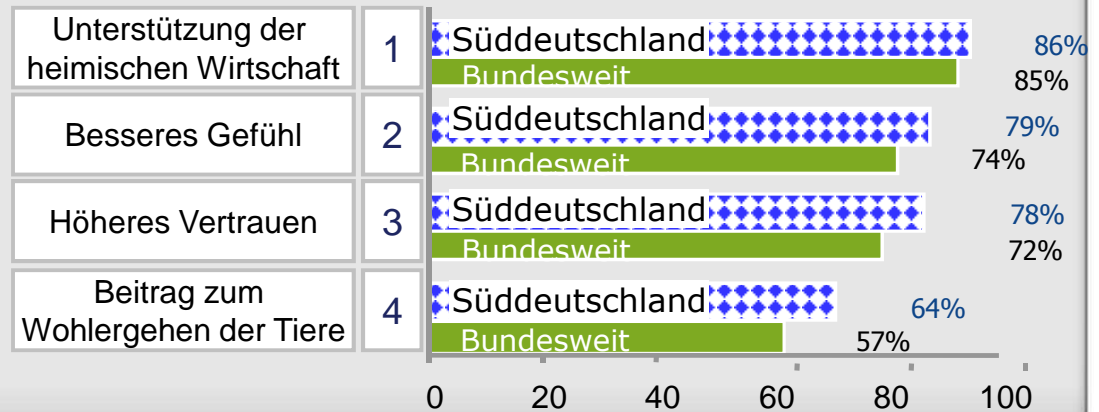 Unterstützung der
heimischen Wirtschaft
1
Süddeutschland
86%
Bundesweit
85%
Besseres Gefühl
2
Süddeutschland
79%
Bundesweit
74%
Höheres Vertrauen
3
Süddeutschland
78%
Bundesweit
72%
Beitrag zum
Wohlergehen der Tiere
4
Süddeutschland
64%
Bundesweit
57%
0 20 40 60 80 100